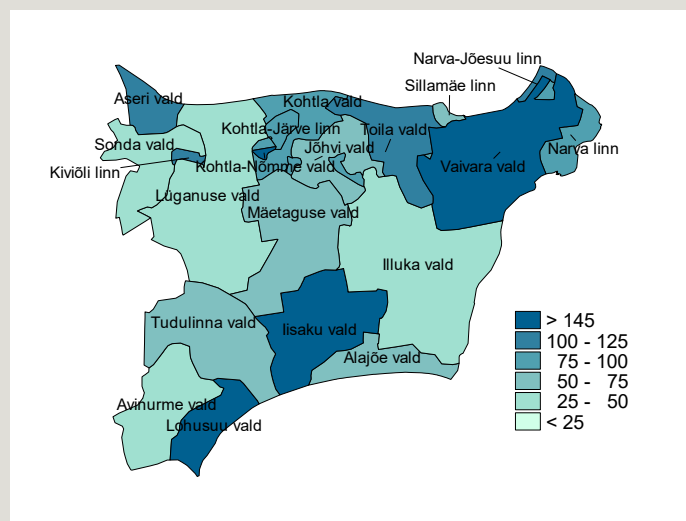 Narva-Jõesuu linn
Sillamäe linn
Aseri vald
Kohtla vald
Kohtla-Järve linn
Toila vald
Sonda vald
Jõhvi vald
Narva linn
Kiviõli linn
Kohtla-Nõmme vald
Vaivara vald
Lüganuse vald
Mäetaguse vald
Illuka vald
Tudulinna vald
Iisaku vald
Alajõe vald
Avinurme vald
Lohusuu vald
> 145
100 - 125
75 - 100
50 - 75
25 - 50
< 25